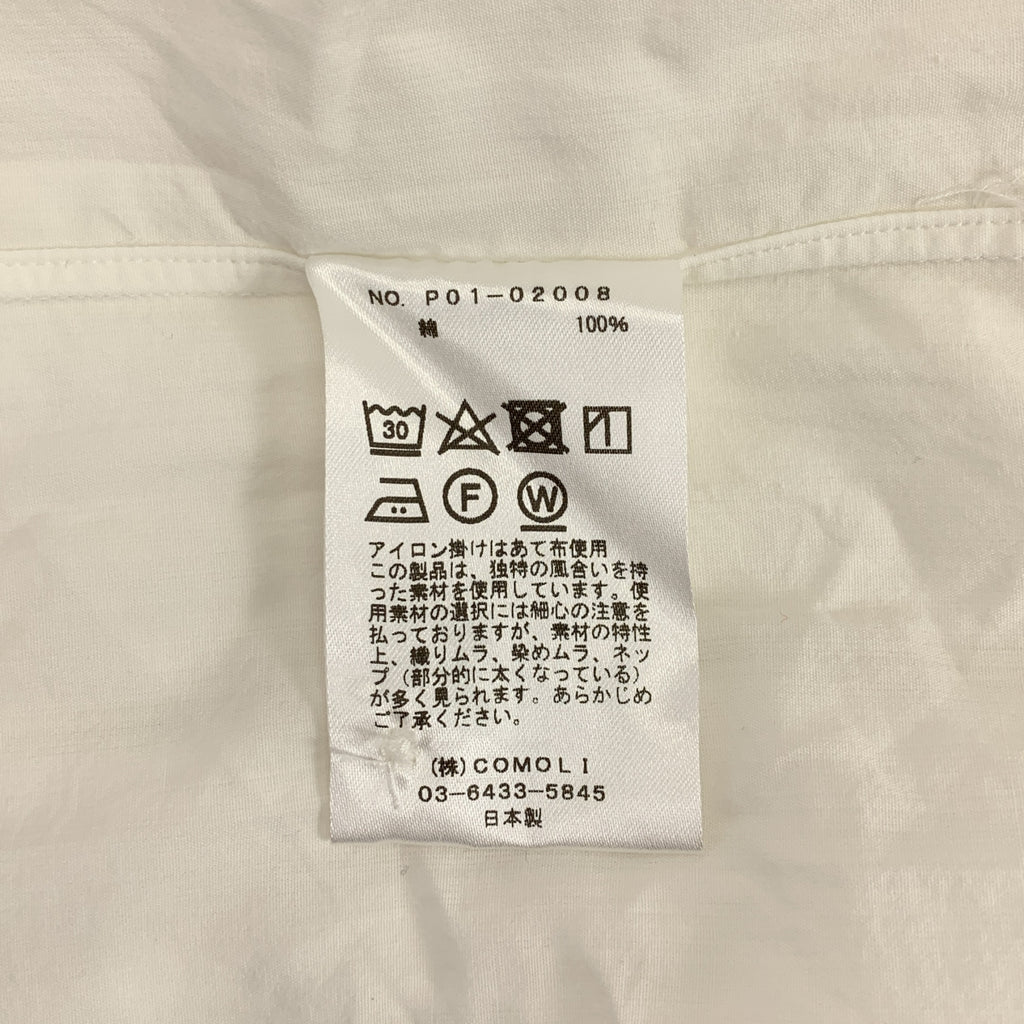 NO. P01-02008
綿 100%
30
F W
アイロン掛けはあて布使用
この製品は、独特の風合いを持
った素材を使用しています。使
用素材の選択には細心の注意を
払っておりますが、素材の特性
上、織りムラ、染めムラ、ネッ
プ（部分的に太くなっている）
が多く見られます。あらかじめ
ご了承ください。
(株)COMOLI
03-6433-5845
日本製